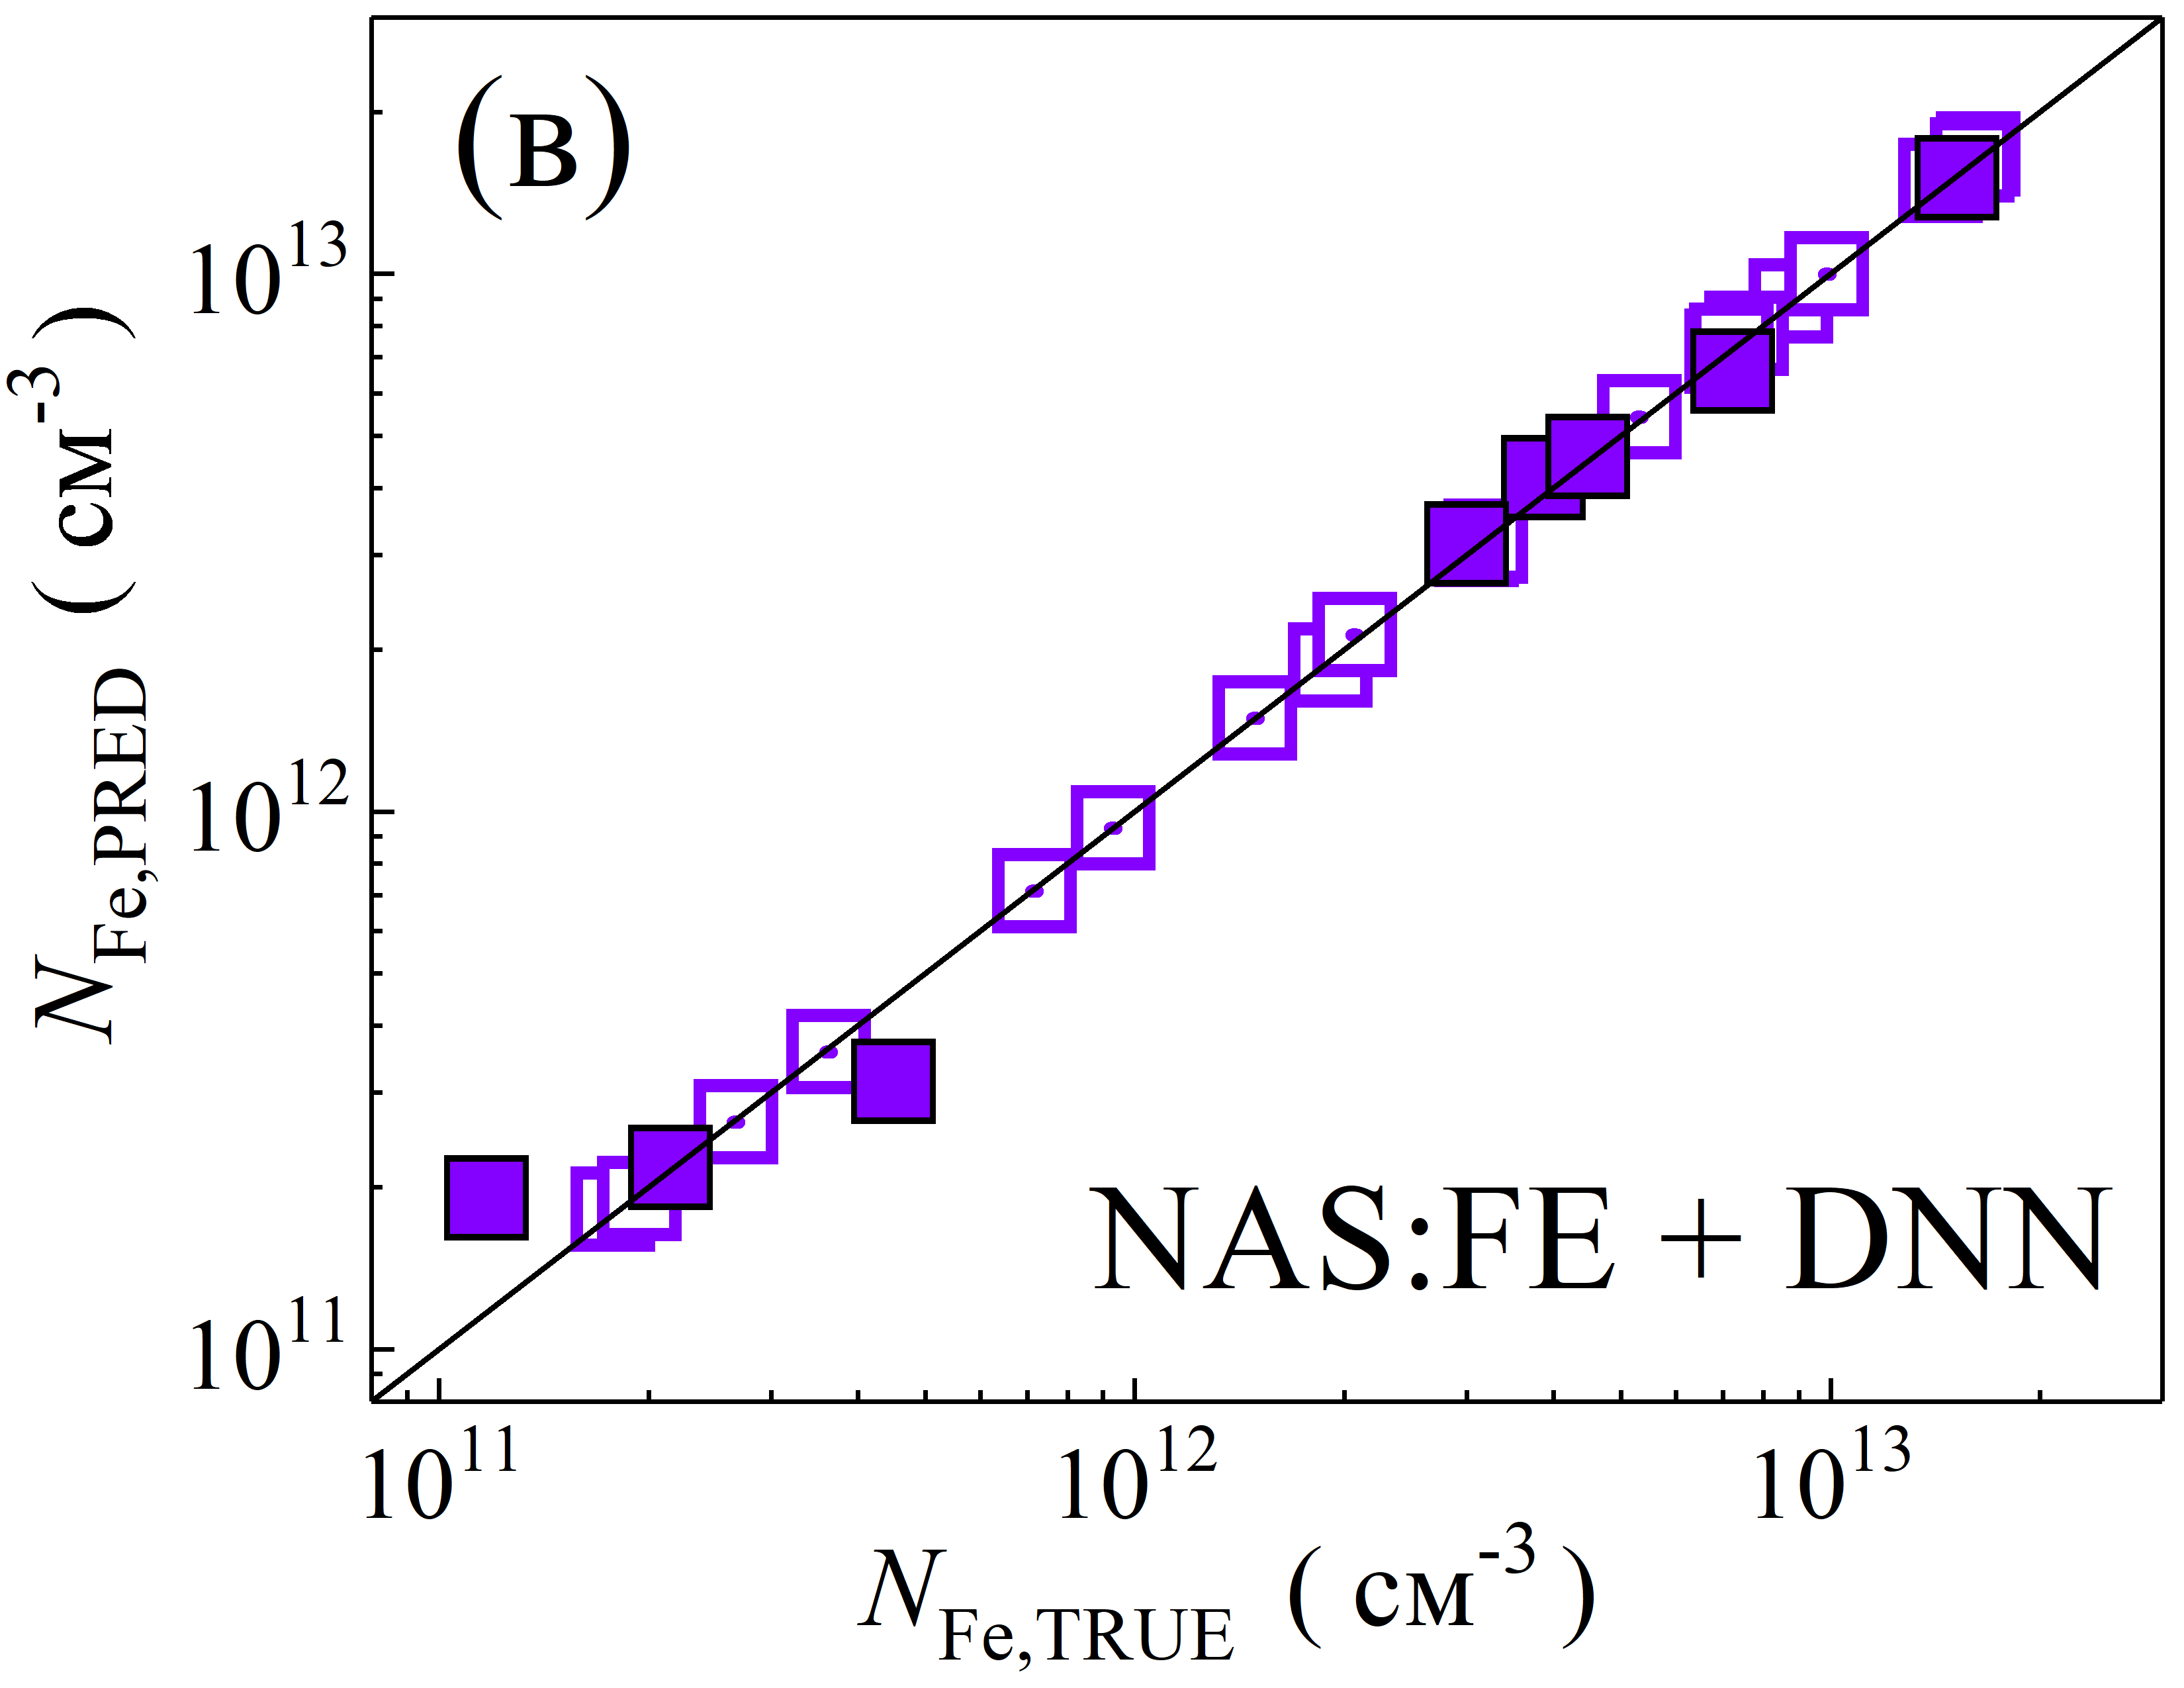 (в)
10^13
10^12
10^11
N_Fe,PRED ( см^-3 )
NAS:FE + DNN
10^11 10^12 10^13
N_Fe,TRUE ( см^-3 )